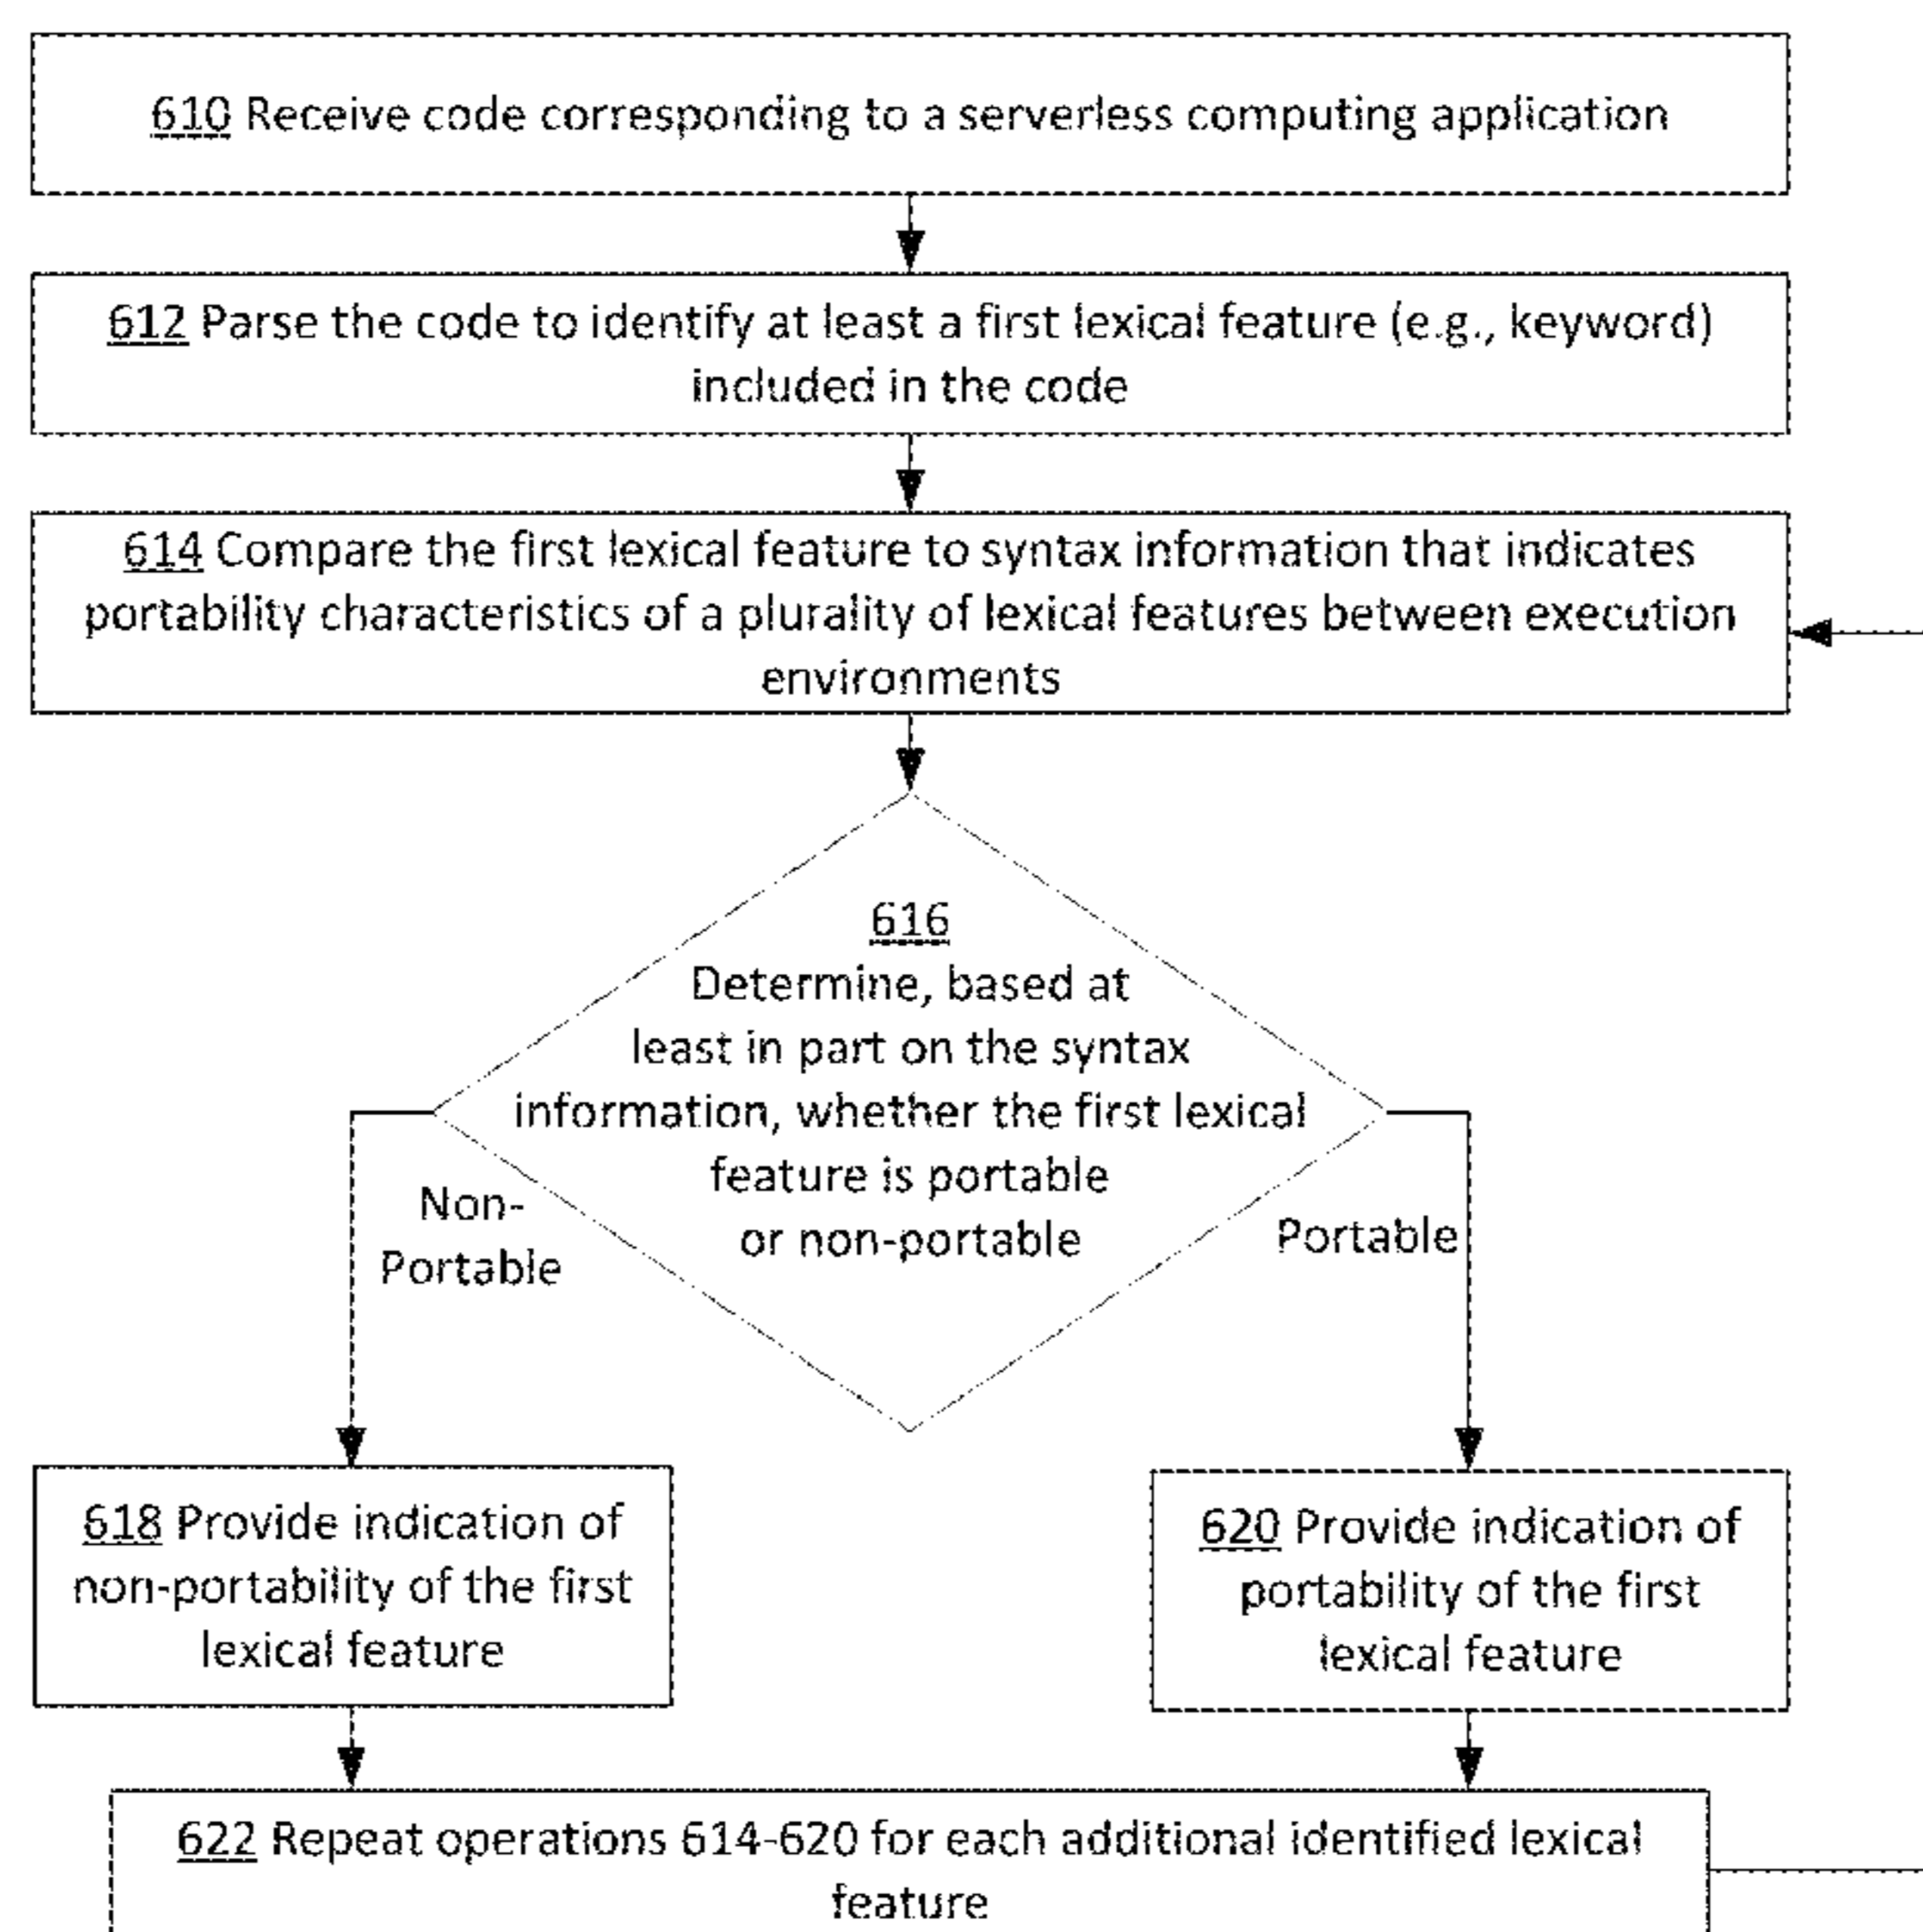 610 Receive code corresponding to a serverless computing application
612 Parse the code to identify at least a first lexical feature (e.g., keyword)
included in the code
614 Compare the first lexical feature to syntax information that indicates
portability characteristics of a plurality of lexical features between execution
environments
616
Determine, based at
least in part on the syntax
information, whether the first lexical
feature is portable
or non-portable
Non-
Portable
Portable
618 Provide indication of
non-portability of the first
lexical feature
620 Provide indication of
portability of the first
lexical feature
622 Repeat operations 614-620 for each additional identified lexical
feature